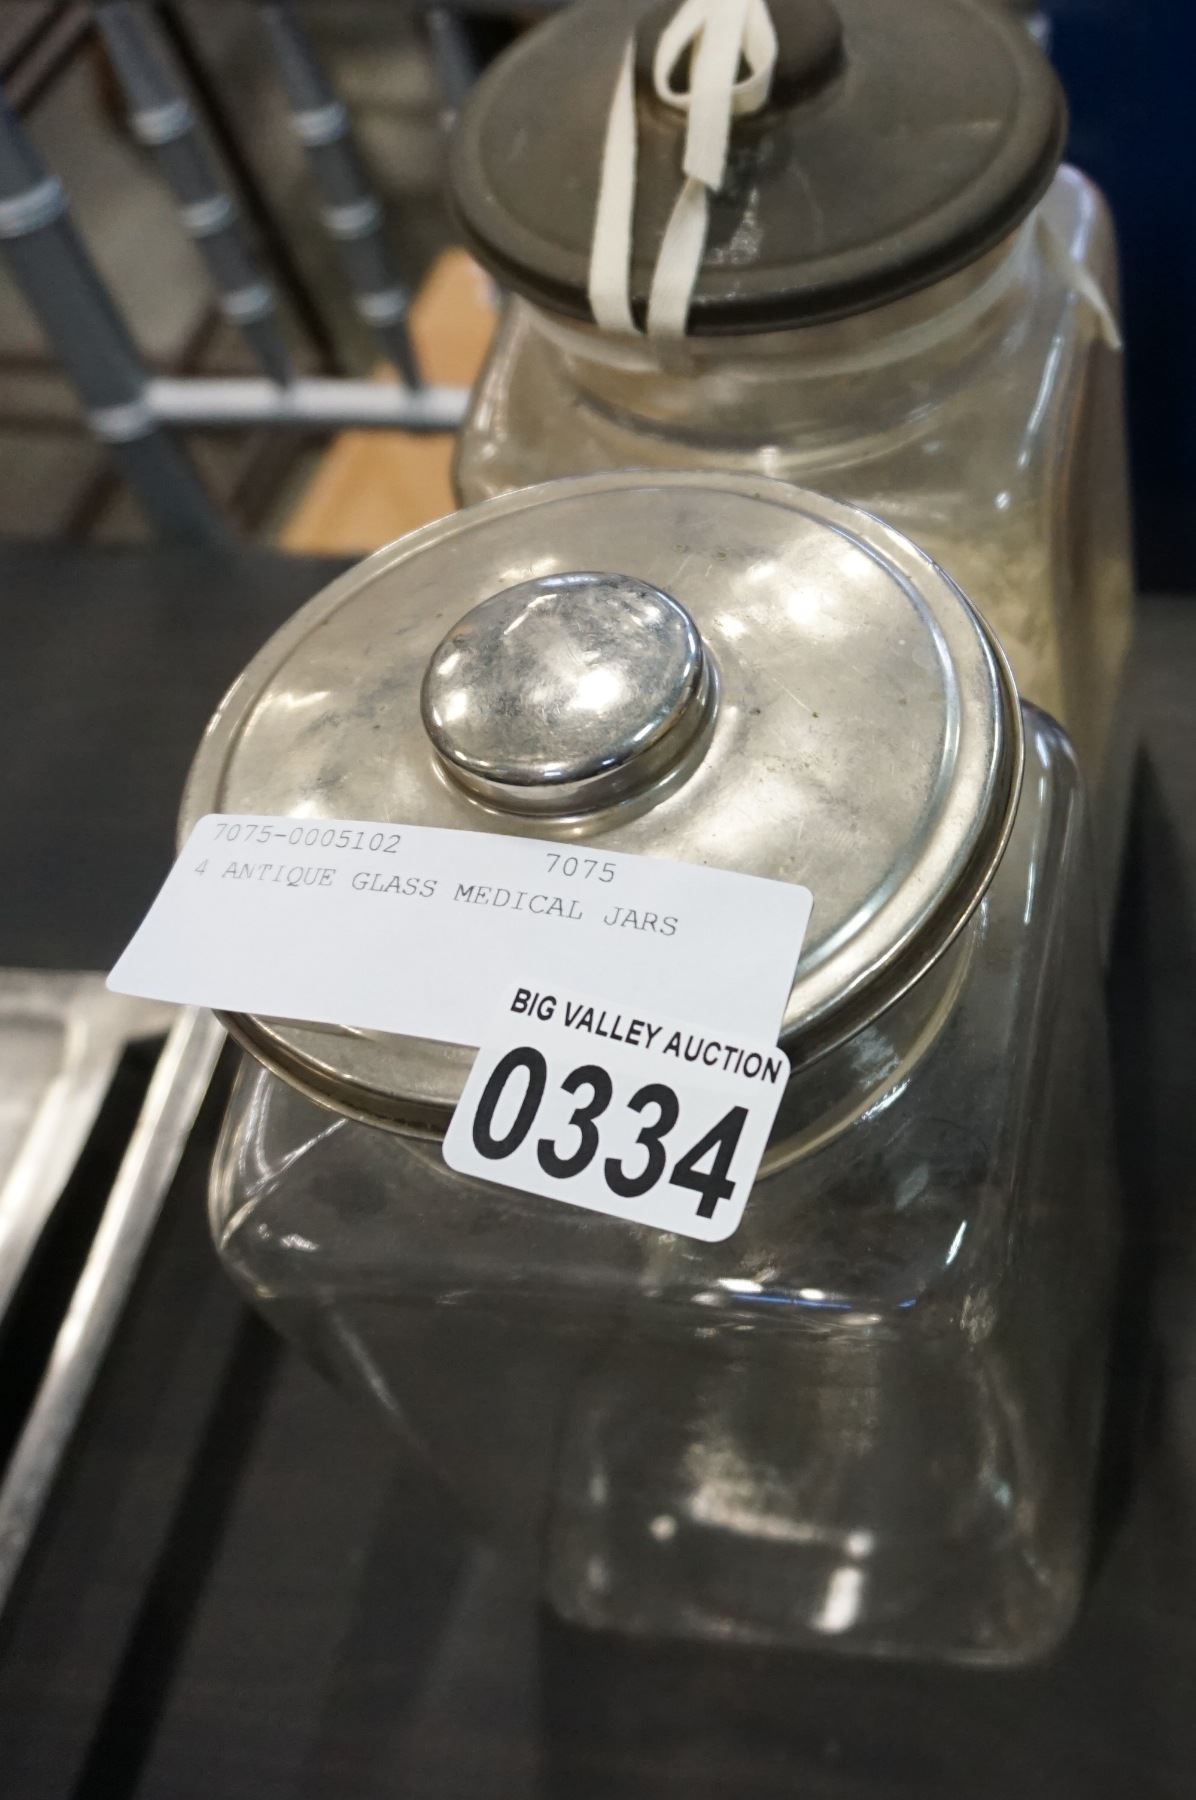 7075-0005102 7075
4 ANTIQUE GLASS MEDICAL JARS
BIG VALLEY AUCTION
0334